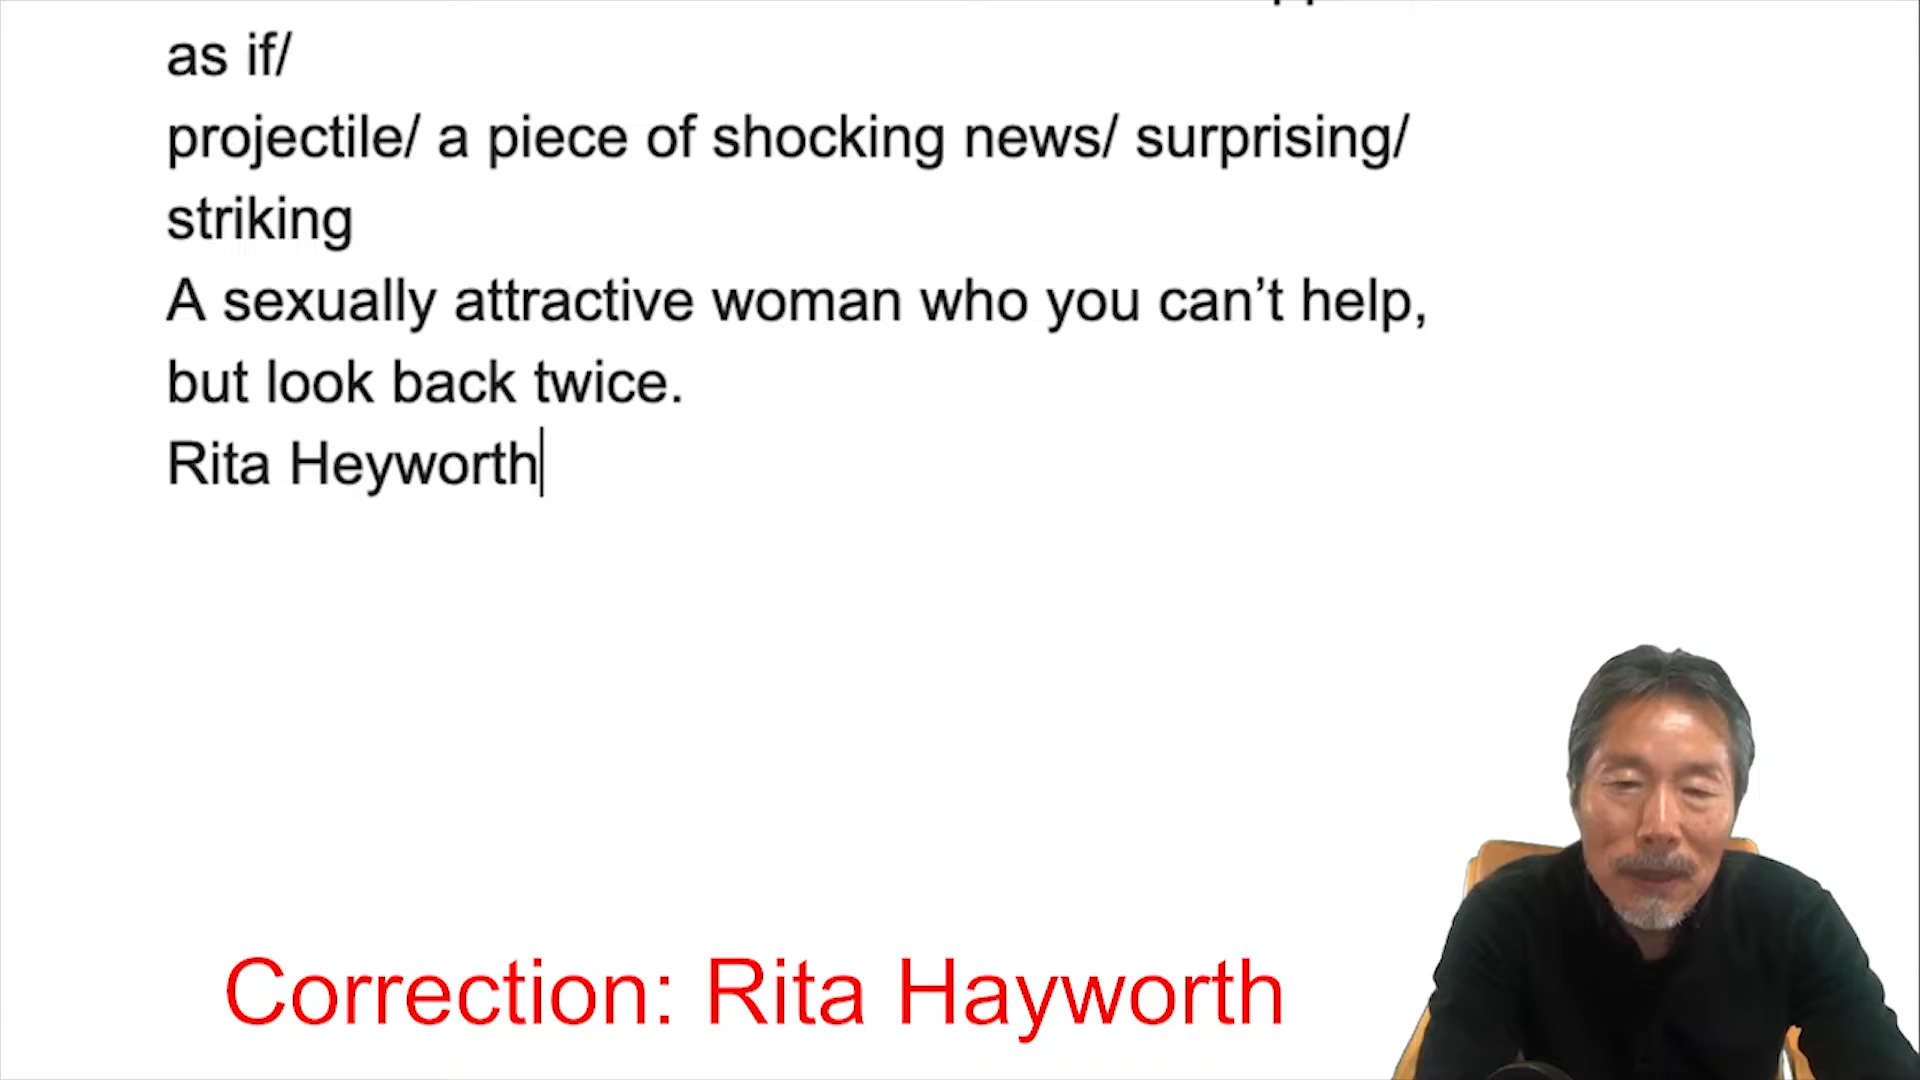 as if/
projectile/ a piece of shocking news/ surprising/
striking
A sexually attractive woman who you can’t help,
but look back twice.
Rita Heyworth
Correction: Rita Hayworth